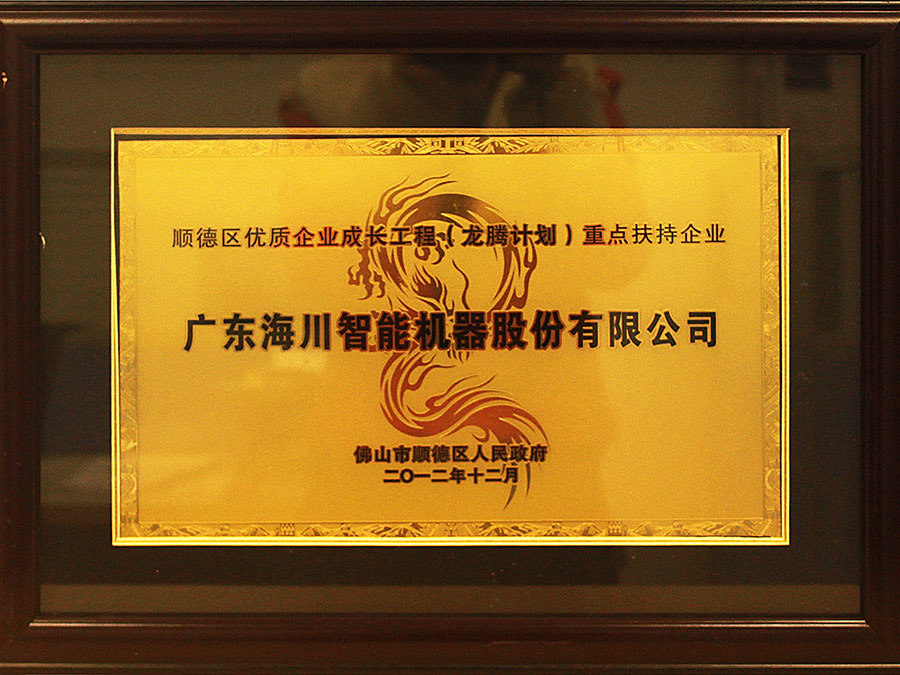 顺德区优质企业成长工程（龙腾计划）重点扶持企业
广东海川智能机器股份有限公司
佛山市顺德区人民政府
二〇一二年十二月